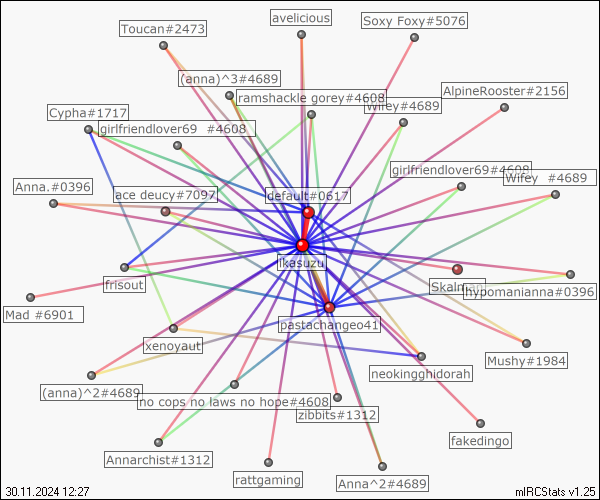 avelicious
Soxy Foxy#5076
Toucan#2473
(anna)^3#4689
AlpineRooster#2156
ramshackle gorey#4608
Wifey#4689
Cypha#1717
girlfriendlover69 #4608
girlfriendlover69#4608
Wifey #4689
Anna.#0396
ace deucy#7097
default#0617
ikasuzu
frisout
hypomanianna#0396
Mad #6901
pastachangeo41
xenoyaut
Mushy#1984
neokingghidorah
(anna)^2#4689
no cops no laws no hope#4608
zibbits#1312
fakedingo
Annarchist#1312
rattgaming
Anna^2#4689
30.11.2024 12:27
mIRCStats v1.25